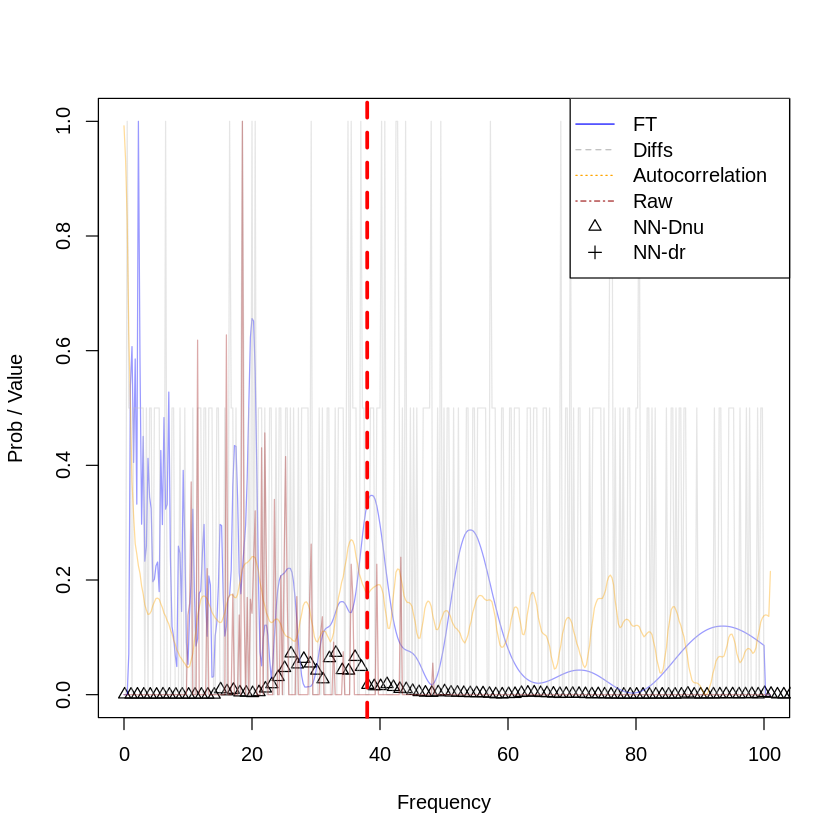 FT
Diffs
Autocorrelation
Raw
NN-Dnu
NN-dr
Prob / Value
1.0
0.8
0.6
0.4
0.2
0.0
0 20 40 60 80 100
Frequency